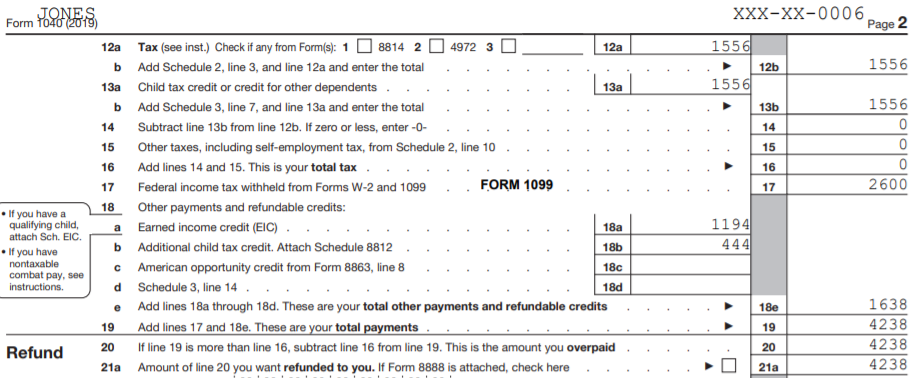 JONES XXX-XX-0006
Form 1040 (2019) Page 2
12a Tax (see inst.) Check if any from Form(s): 1 8814 2 4972 3 12a 1556
b Add Schedule 2, line 3, and line 12a and enter the total 12b 1556
13a Child tax credit or credit for other dependents 13a 1556
b Add Schedule 3, line 7, and line 13a and enter the total 13b 1556
14 Subtract line 13b from line 12b. If zero or less, enter -0- 14 0
15 Other taxes, including self-employment tax, from Schedule 2, line 10 15 0
16 Add lines 14 and 15. This is your total tax 16 0
17 Federal income tax withheld from Forms W-2 and 1099 FORM 1099 17 2600
18 Other payments and refundable credits:
• If you have a
qualifying child,
attach Sch. EIC.
• If you have
nontaxable
combat pay, see
instructions.
a Earned income credit (EIC) 18a 1194
b Additional child tax credit. Attach Schedule 8812 18b 444
c American opportunity credit from Form 8863, line 8 18c
d Schedule 3, line 14 18d
e Add lines 18a through 18d. These are your total other payments and refundable credits 18e 1638
19 Add lines 17 and 18e. These are your total payments 19 4238
Refund
20 If line 19 is more than line 16, subtract line 16 from line 19. This is the amount you overpaid 20 4238
21a Amount of line 20 you want refunded to you. If Form 8888 is attached, check here 21a 4238